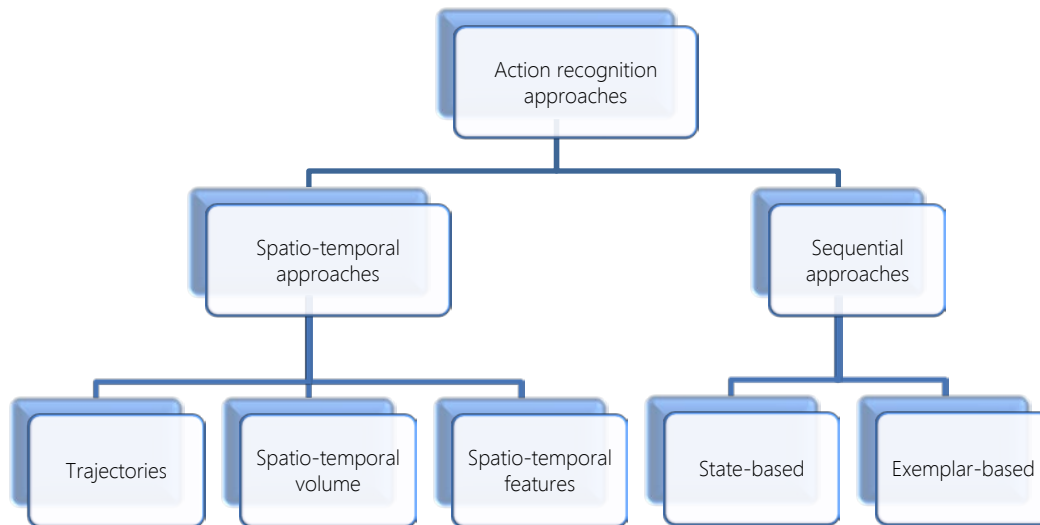 Action recognition
approaches
Spatio-temporal
approaches
Sequential
approaches
Trajectories
Spatio-temporal
volume
Spatio-temporal
features
State-based
Exemplar-based